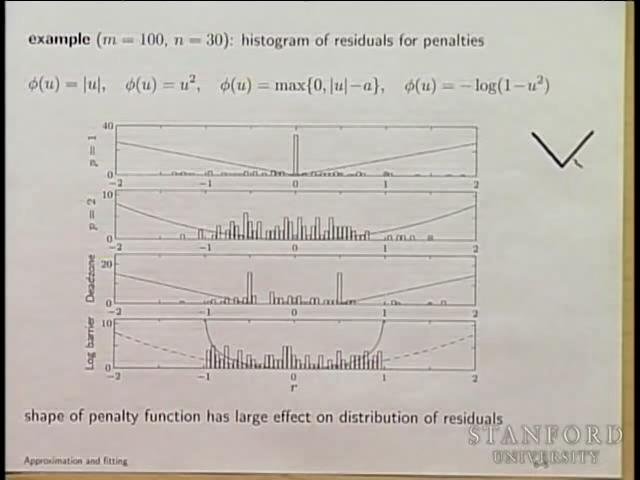 example (m = 100, n = 30): histogram of residuals for penalties
ϕ(u) = |u|, ϕ(u) = u², ϕ(u) = max{0, |u|−a}, ϕ(u) = −log(1−u²)
p = 1
40
0
−2 −1 0 1 2
p = 2
10
0
−2 −1 0 1 2
Deadzone
20
0
−2 −1 0 1 2
Log barrier
10
0
−2 −1 0 1 2
r
shape of penalty function has large effect on distribution of residuals
STANFORD
UNIVERSITY
Approximation and fitting